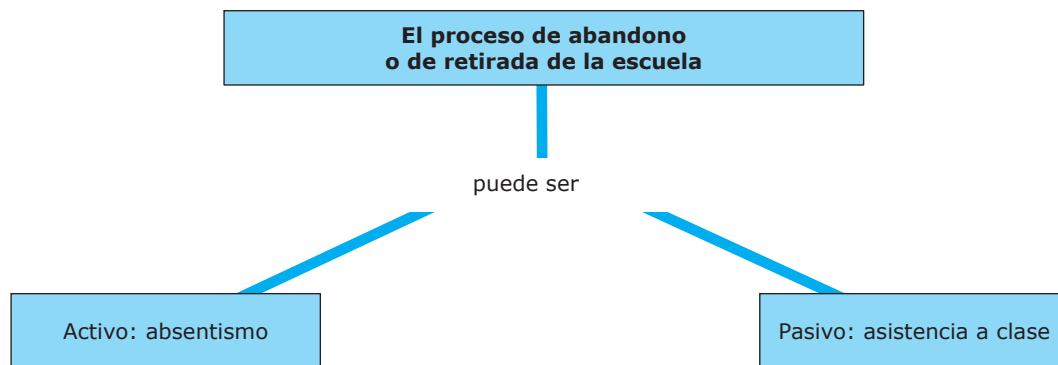 El proceso de abandono
o de retirada de la escuela
puede ser
Activo: absentismo
Pasivo: asistencia a clase